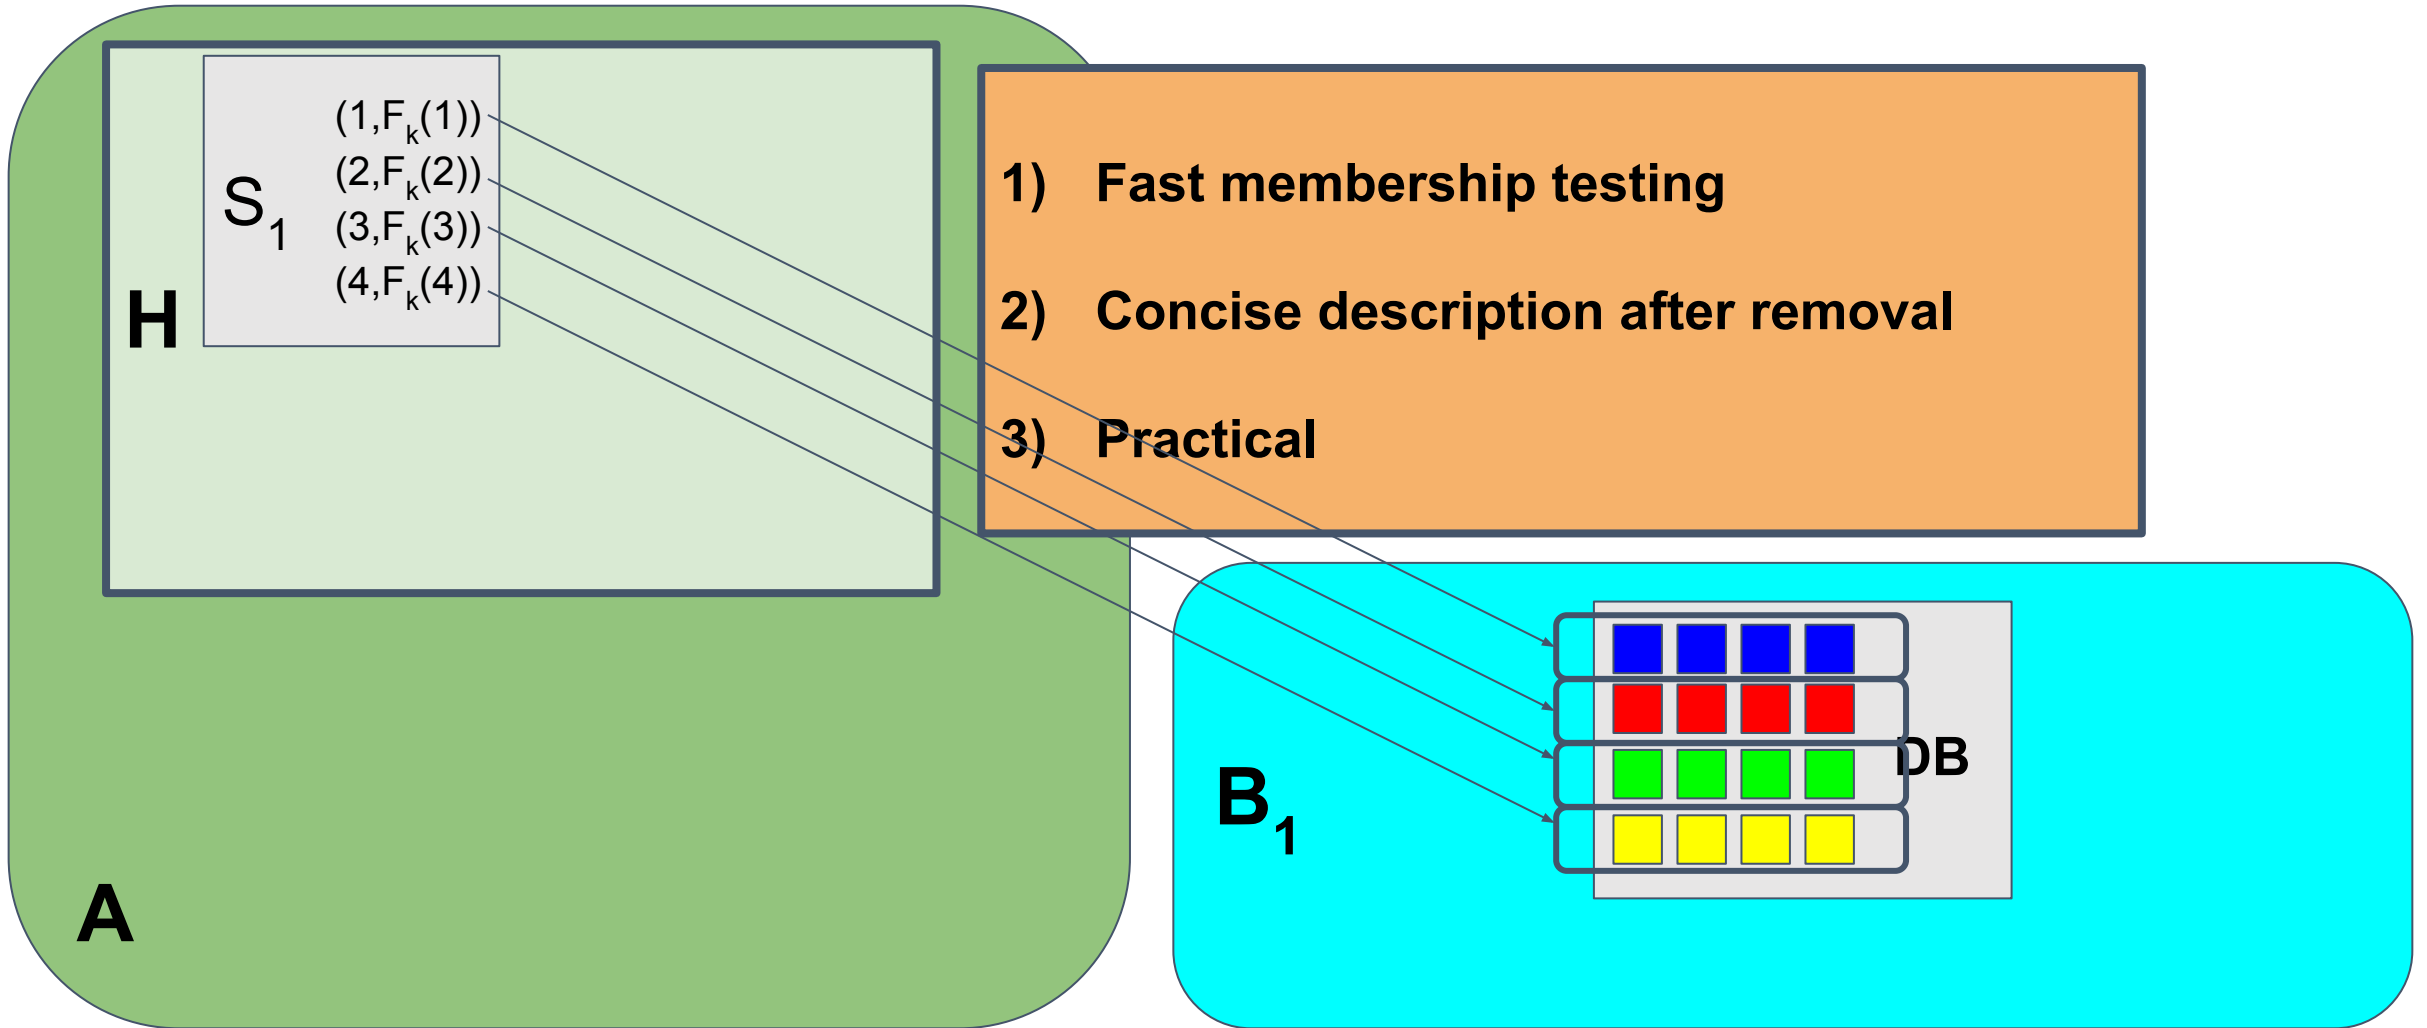 (1,Fₖ(1))
(2,Fₖ(2))
(3,Fₖ(3))
(4,Fₖ(4))
S₁
H
1) Fast membership testing
2) Concise description after removal
3) Practical
DB
B₁
A